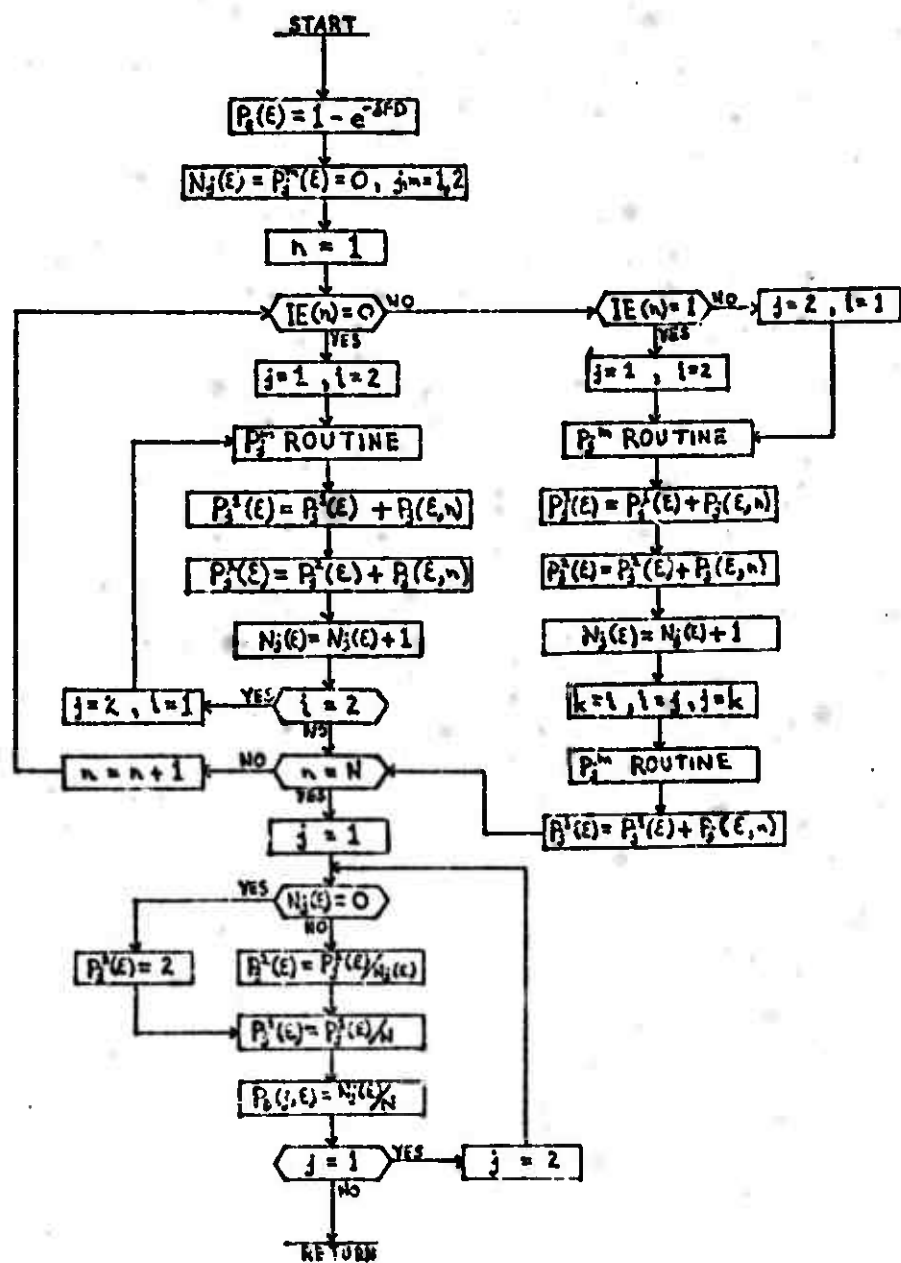 START
P_ℓ(ε) = 1 - e^-δFD
N_j(ε) = P_j^m(ε) = 0, j,m=1,2
n = 1
IE(n) = 0
NO
YES
IE(n) = 1
NO
YES
j=2 , i=1
j=1 , i=2
j=1 , i=2
P_j^m ROUTINE
P_j^m ROUTINE
P_j^1(ε) = P_j^1(ε) + P_j(ε,n)
P_j^1(ε) = P_j^1(ε) + P_j(ε,n)
P_j^2(ε) = P_j^2(ε) + P_j(ε,n)
P_j^2(ε) = P_j^2(ε) + P_j(ε,n)
N_j(ε) = N_j(ε) + 1
N_j(ε) = N_j(ε) + 1
j=2 , i=1
YES
i = 2
NO
k=i , i=j , j=k
n = n + 1
NO
n = N
YES
P_j^m ROUTINE
j = 1
P_j^1(ε) = P_j^1(ε) + P_j(ε,n)
YES
N_j(ε) = 0
NO
P_j^2(ε) = 2
P_j^2(ε) = P_j^2(ε)/N_j(ε)
P_j^1(ε) = P_j^1(ε)/N
P_b(j,ε) = N_j(ε)/N
j = 1
YES
j = 2
NO
RETURN